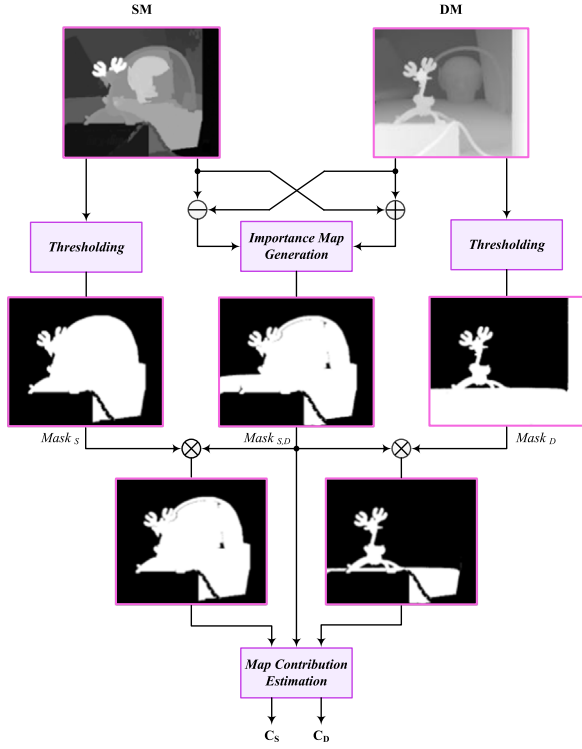 SM
DM
Thresholding
Importance Map
Generation
Thresholding
Mask S
Mask S,D
Mask D
Map Contribution
Estimation
CS
CD